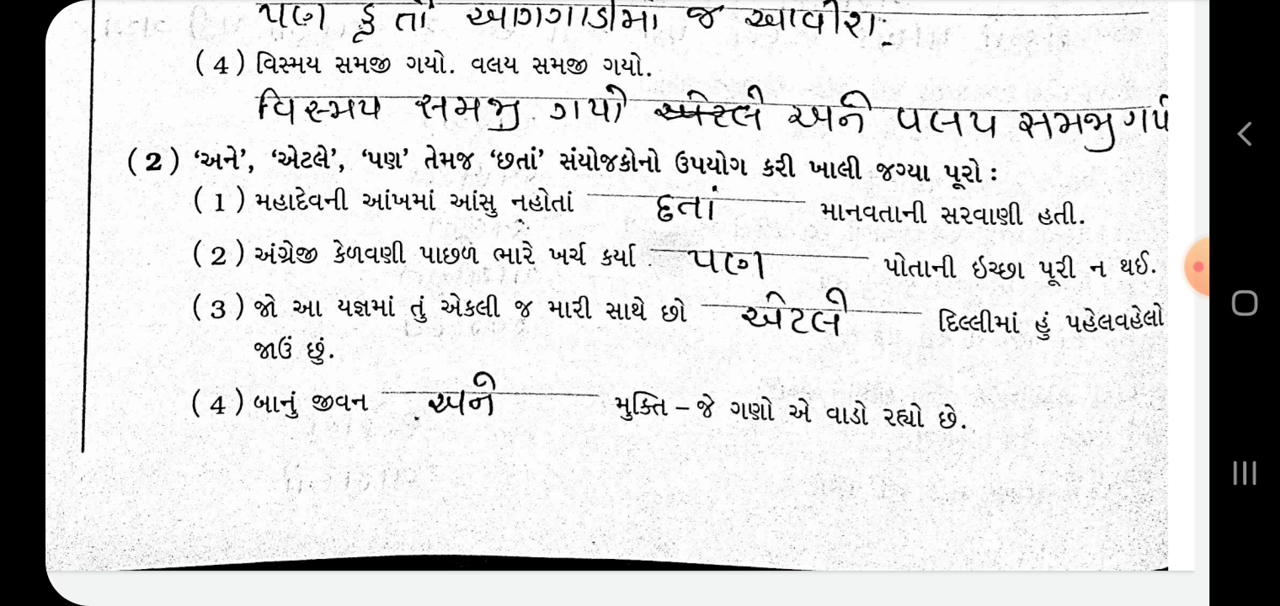 પણ હું તો આગગાડીમાં જ આવીશ.
(4) વિસ્મય સમજી ગયો. વલય સમજી ગયો.
વિસ્મય સમજી ગયો એટલે અને વલય સમજી ગયો
(2) ‘અને’, ‘એટલે’, ‘પણ’ તેમજ ‘છતાં’ સંયોજકોનો ઉપયોગ કરી ખાલી જગ્યા પૂરો :
(1) મહાદેવની આંખમાં આંસુ નહોતાં છતાં માનવતાની સરવાણી હતી.
(2) અંગ્રેજી કેળવણી પાછળ ભારે ખર્ચ કર્યા પણ પોતાની ઇચ્છા પૂરી ન થઈ.
(3) જો આ યજ્ઞમાં તું એકલી જ મારી સાથે છો એટલે દિલ્લીમાં હું પહેલવહેલો
જાઉં છું.
(4) બાનું જીવન અને મુક્તિ – જે ગણો એ વાડો રહ્યો છે.